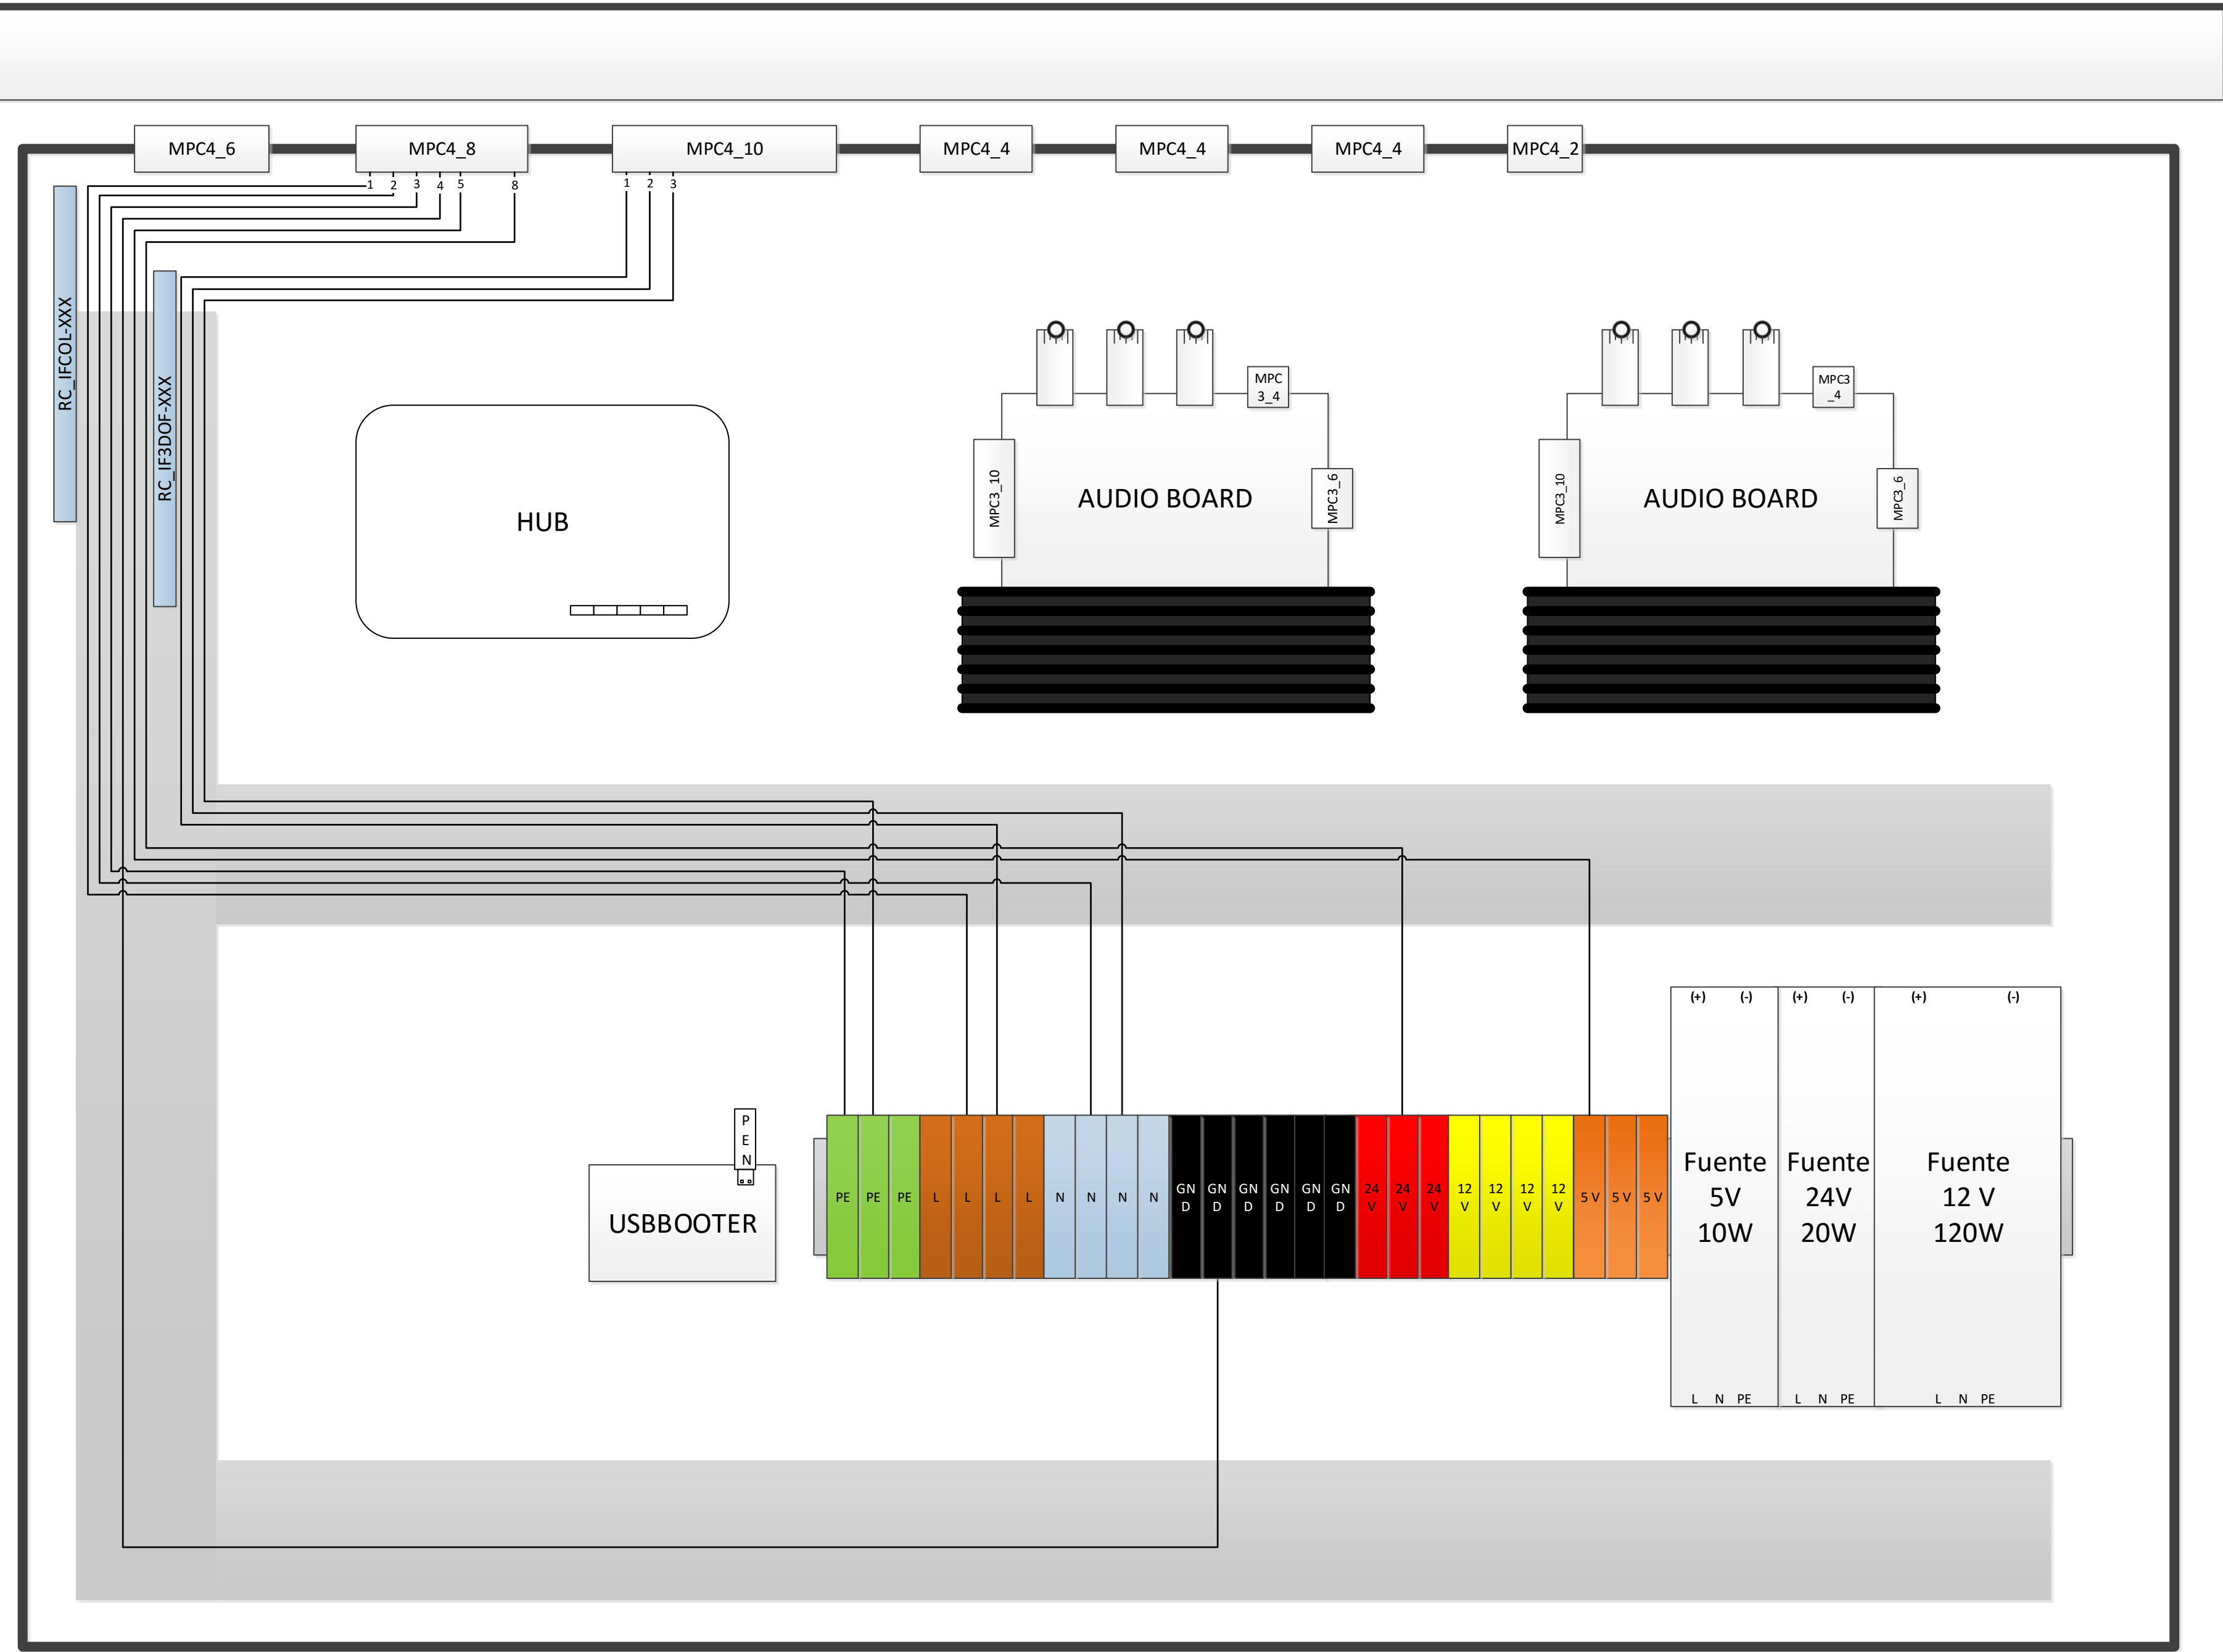 MPC4_6
MPC4_8
MPC4_10
MPC4_4
MPC4_4
MPC4_4
MPC4_2
1
2
3
4
5
8
1
2
3
RC_IFCOL-XXX
RC_IF3DOF-XXX
HUB
MPC
3_4
MPC3_10
AUDIO BOARD
MPC3_6
MPC3
_4
MPC3_10
AUDIO BOARD
MPC3_6
P
E
N
USBBOOTER
PE
PE
PE
L
L
L
L
N
N
N
N
GN
D
GN
D
GN
D
GN
D
GN
D
GN
D
24
V
24
V
24
V
12
V
12
V
12
V
12
V
5 V
5 V
5 V
(+) (-)
Fuente
5V
10W
L N PE
(+) (-)
Fuente
24V
20W
L N PE
(+) (-)
Fuente
12 V
120W
L N PE